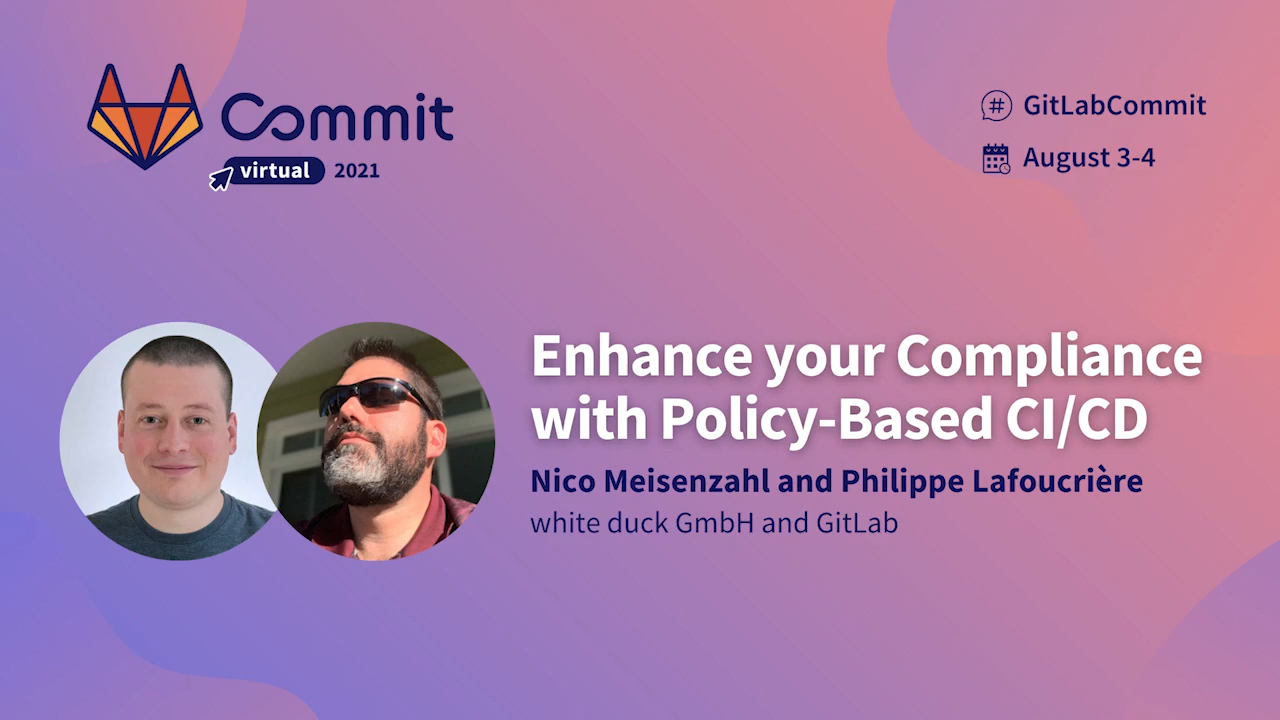 Commit
virtual 2021
# GitLabCommit
August 3-4
Enhance your Compliance
with Policy-Based CI/CD
Nico Meisenzahl and Philippe Lafoucrière
white duck GmbH and GitLab